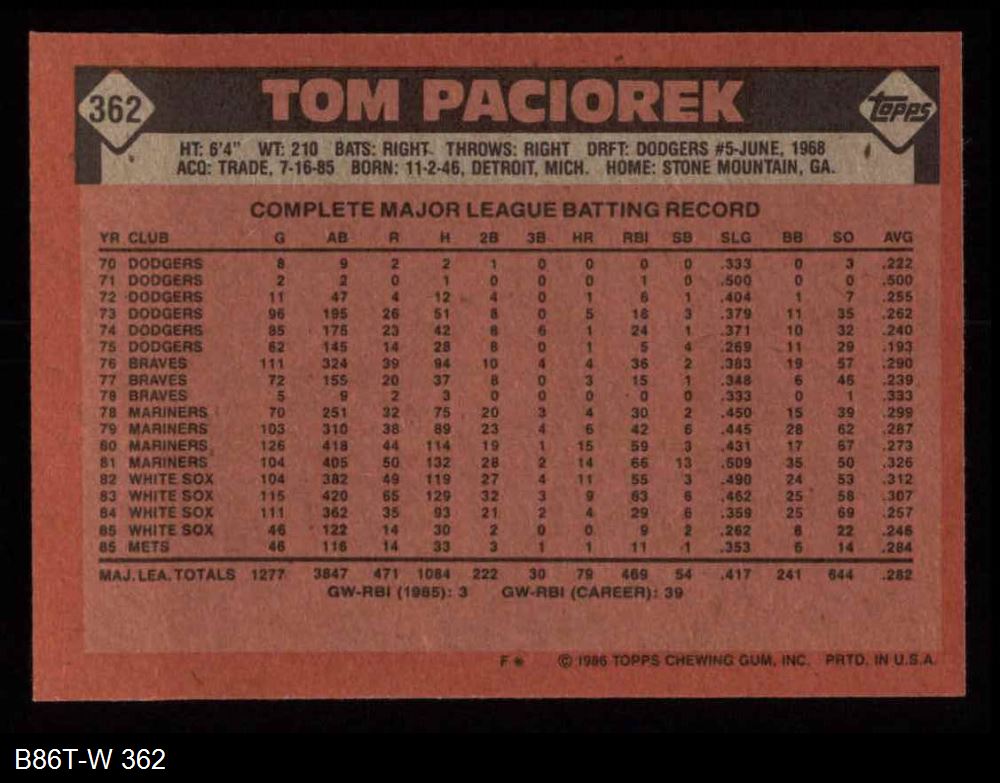 362 TOM PACIOREK TOPPS
HT: 6'4" WT: 210 BATS: RIGHT THROWS: RIGHT DRFT: DODGERS #5-JUNE, 1968
ACQ: TRADE, 7-16-85 BORN: 11-2-46, DETROIT, MICH. HOME: STONE MOUNTAIN, GA.
COMPLETE MAJOR LEAGUE BATTING RECORD
YR CLUB G AB R H 2B 3B HR RBI SB SLG BB SO AVG
70 DODGERS 8 9 2 2 1 0 0 0 0 .333 0 3 .222
71 DODGERS 2 2 0 1 0 0 0 1 0 .500 0 0 .500
72 DODGERS 11 47 4 12 4 0 1 6 1 .404 1 7 .255
73 DODGERS 96 195 26 51 8 0 5 18 3 .379 11 35 .262
74 DODGERS 85 175 23 42 8 6 1 24 1 .371 10 32 .240
75 DODGERS 62 145 14 28 8 0 1 5 4 .269 11 29 .193
76 BRAVES 111 324 39 94 10 4 4 36 2 .383 19 57 .290
77 BRAVES 72 155 20 37 8 0 3 15 1 .348 6 46 .239
78 BRAVES 5 9 2 3 0 0 0 0 0 .333 0 1 .333
78 MARINERS 70 251 32 75 20 3 4 30 2 .450 15 39 .299
79 MARINERS 103 310 38 89 23 4 6 42 6 .445 28 62 .287
80 MARINERS 126 418 44 114 19 1 15 59 3 .431 17 67 .273
81 MARINERS 104 405 50 132 28 2 14 66 13 .509 35 50 .326
82 WHITE SOX 104 382 49 119 27 4 11 55 3 .490 24 53 .312
83 WHITE SOX 115 420 65 129 32 3 9 63 6 .462 25 58 .307
84 WHITE SOX 111 362 35 93 21 2 4 29 6 .359 25 69 .257
85 WHITE SOX 46 122 14 30 2 0 0 9 2 .262 8 22 .246
85 METS 46 116 14 33 3 1 1 11 1 .353 6 14 .284
MAJ. LEA. TOTALS 1277 3847 471 1084 222 30 79 469 54 .417 241 644 .282
GW-RBI (1985): 3 GW-RBI (CAREER): 39
F* © 1986 TOPPS CHEWING GUM, INC. PRTD. IN U.S.A.
B86T-W 362